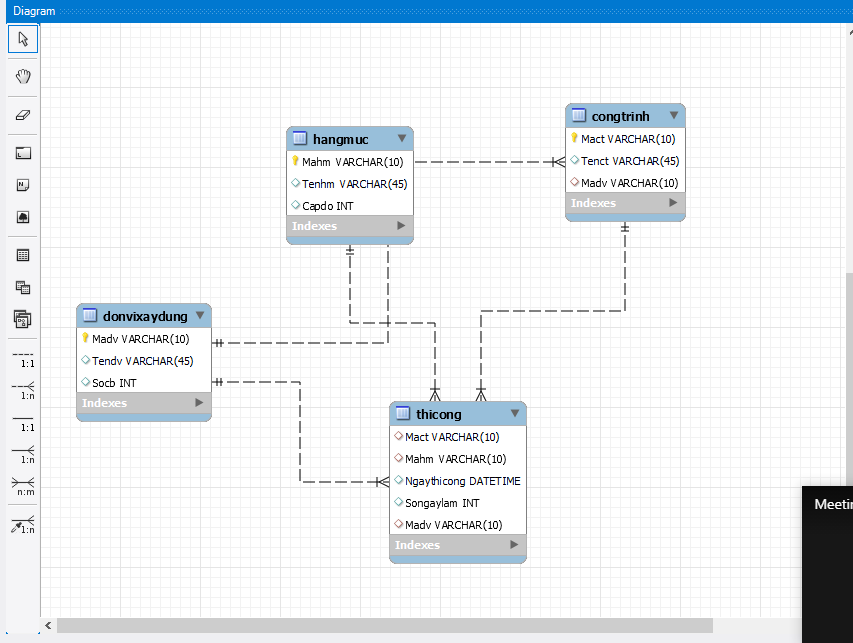 Diagram
hangmuc
Mahm VARCHAR(10)
Tenhm VARCHAR(45)
Capdo INT
Indexes
congtrinh
Mact VARCHAR(10)
Tenct VARCHAR(45)
Madv VARCHAR(10)
Indexes
donvixaydung
Madv VARCHAR(10)
Tendv VARCHAR(45)
Socb INT
Indexes
thicong
Mact VARCHAR(10)
Mahm VARCHAR(10)
Ngaythicong DATETIME
Songaylam INT
Madv VARCHAR(10)
Indexes
1:1
1:n
1:1
1:n
n:m
1:n
Meetin